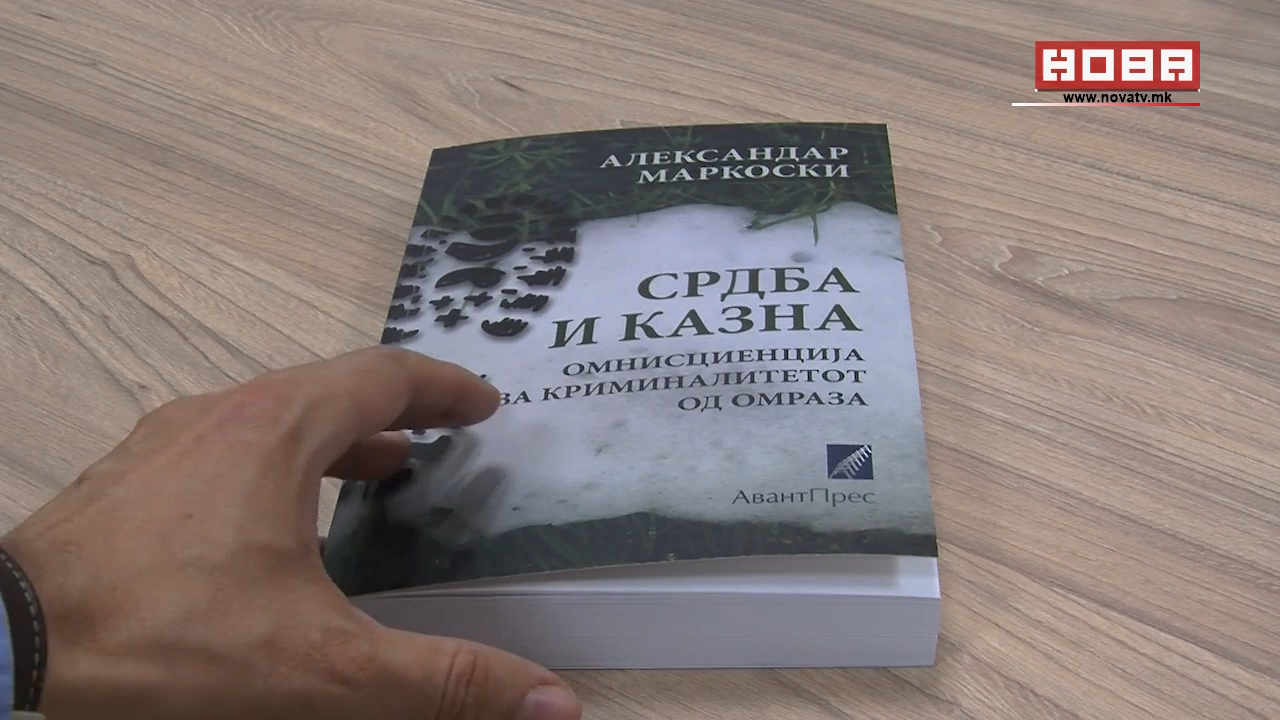 НОВА
www.novatv.mk
АЛЕКСАНДАР
МАРКОСКИ
СРДБА
И КАЗНА
ОМНИСЦИЕНЦИЈА
ЗА КРИМИНАЛИТЕТОТ
ОД ОМРАЗА
АвантПрес